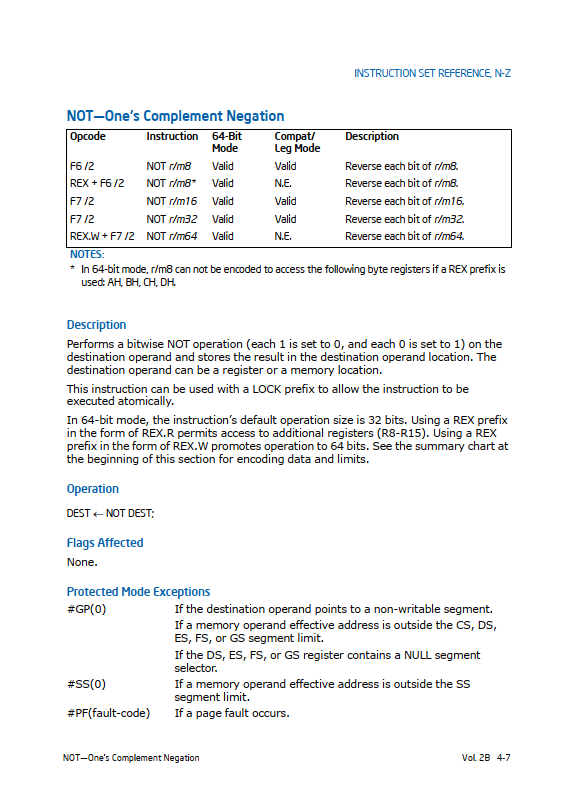 INSTRUCTION SET REFERENCE, N-Z
NOT—One's Complement Negation
Opcode Instruction 64-Bit Mode Compat/ Leg Mode Description
F6 /2 NOT r/m8 Valid Valid Reverse each bit of r/m8.
REX + F6 /2 NOT r/m8* Valid N.E. Reverse each bit of r/m8.
F7 /2 NOT r/m16 Valid Valid Reverse each bit of r/m16.
F7 /2 NOT r/m32 Valid Valid Reverse each bit of r/m32.
REX.W + F7 /2 NOT r/m64 Valid N.E. Reverse each bit of r/m64.
NOTES:
* In 64-bit mode, r/m8 can not be encoded to access the following byte registers if a REX prefix is
used: AH, BH, CH, DH.
Description
Performs a bitwise NOT operation (each 1 is set to 0, and each 0 is set to 1) on the
destination operand and stores the result in the destination operand location. The
destination operand can be a register or a memory location.
This instruction can be used with a LOCK prefix to allow the instruction to be
executed atomically.
In 64-bit mode, the instruction's default operation size is 32 bits. Using a REX prefix
in the form of REX.R permits access to additional registers (R8-R15). Using a REX
prefix in the form of REX.W promotes operation to 64 bits. See the summary chart at
the beginning of this section for encoding data and limits.
Operation
DEST ← NOT DEST;
Flags Affected
None.
Protected Mode Exceptions
#GP(0) If the destination operand points to a non-writable segment.
If a memory operand effective address is outside the CS, DS,
ES, FS, or GS segment limit.
If the DS, ES, FS, or GS register contains a NULL segment
selector.
#SS(0) If a memory operand effective address is outside the SS
segment limit.
#PF(fault-code) If a page fault occurs.
NOT—One's Complement Negation Vol. 2B 4-7